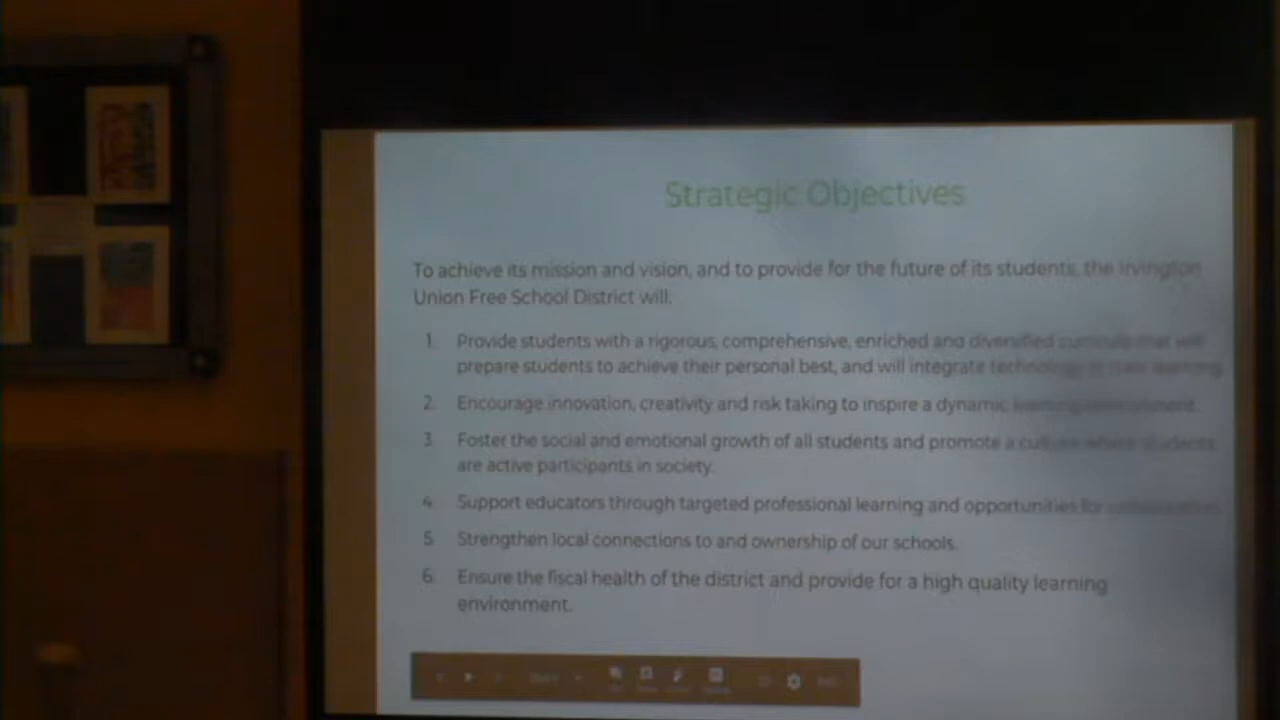 Strategic Objectives
To achieve its mission and vision, and to provide for the future of its students, the Irvington
Union Free School District will:
1. Provide students with a rigorous, comprehensive, enriched and diversified curricula that will
prepare students to achieve their personal best, and will integrate technology in their learning.
2. Encourage innovation, creativity and risk taking to inspire a dynamic learning environment.
3. Foster the social and emotional growth of all students and promote a culture where students
are active participants in society.
4. Support educators through targeted professional learning and opportunities for
5. Strengthen local connections to and ownership of our schools.
6. Ensure the fiscal health of the district and provide for a high quality learning
environment.